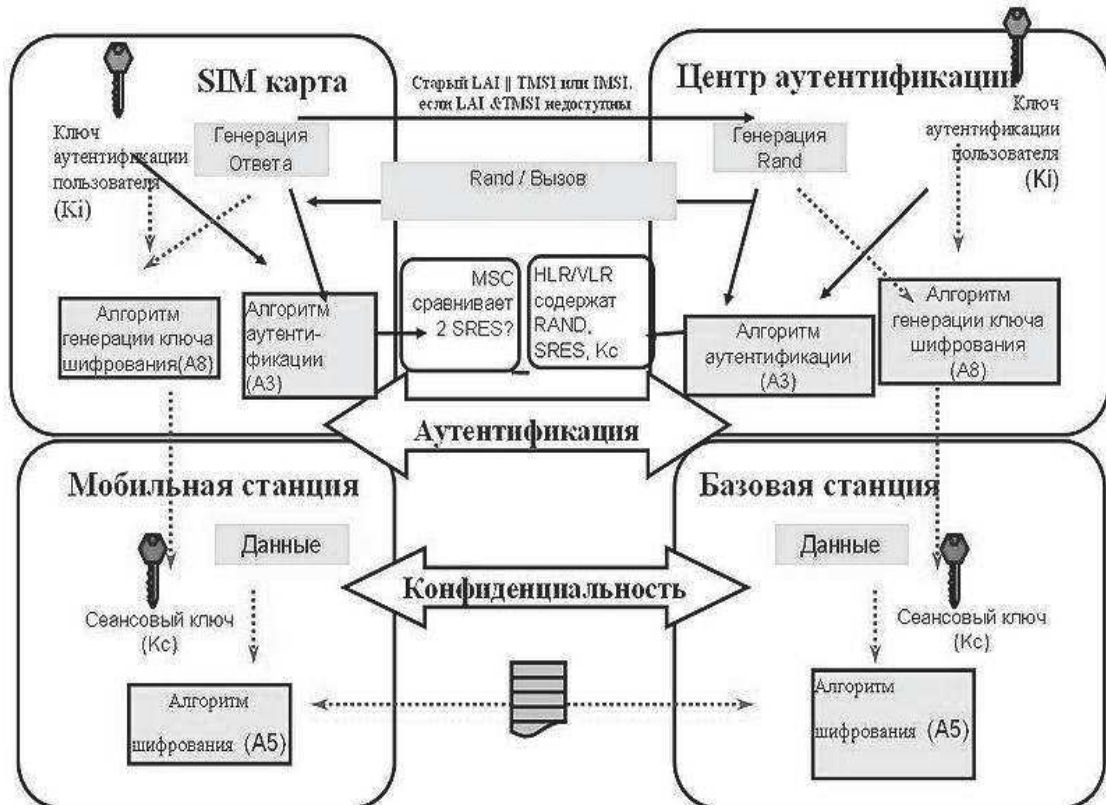 SIM карта
Старый LAI || TMSI или IMSI,
если LAI &TMSI недоступны
Центр аутентификации
Ключ
аутентификации
пользователя
(Ki)
Генерация
Ответа
Rand / Вызов
Генерация
Rand
Ключ
аутентификации
пользователя
(Ki)
Алгоритм
генерации ключа
шифрования(A8)
Алгоритм
аутенти-
фикации
(A3)
MSC
сравнивает
2 SRES?
HLR/VLR
содержат
RAND,
SRES, Kc
Алгоритм
аутентификации
(A3)
Алгоритм
генерации ключа
шифрования
(A8)
Аутентификация
Мобильная станция
Базовая станция
Данные
Данные
Конфиденциальность
Сеансовый ключ
(Kc)
Сеансовый ключ
(Kc)
Алгоритм
шифрования (A5)
Алгоритм
шифрования (A5)